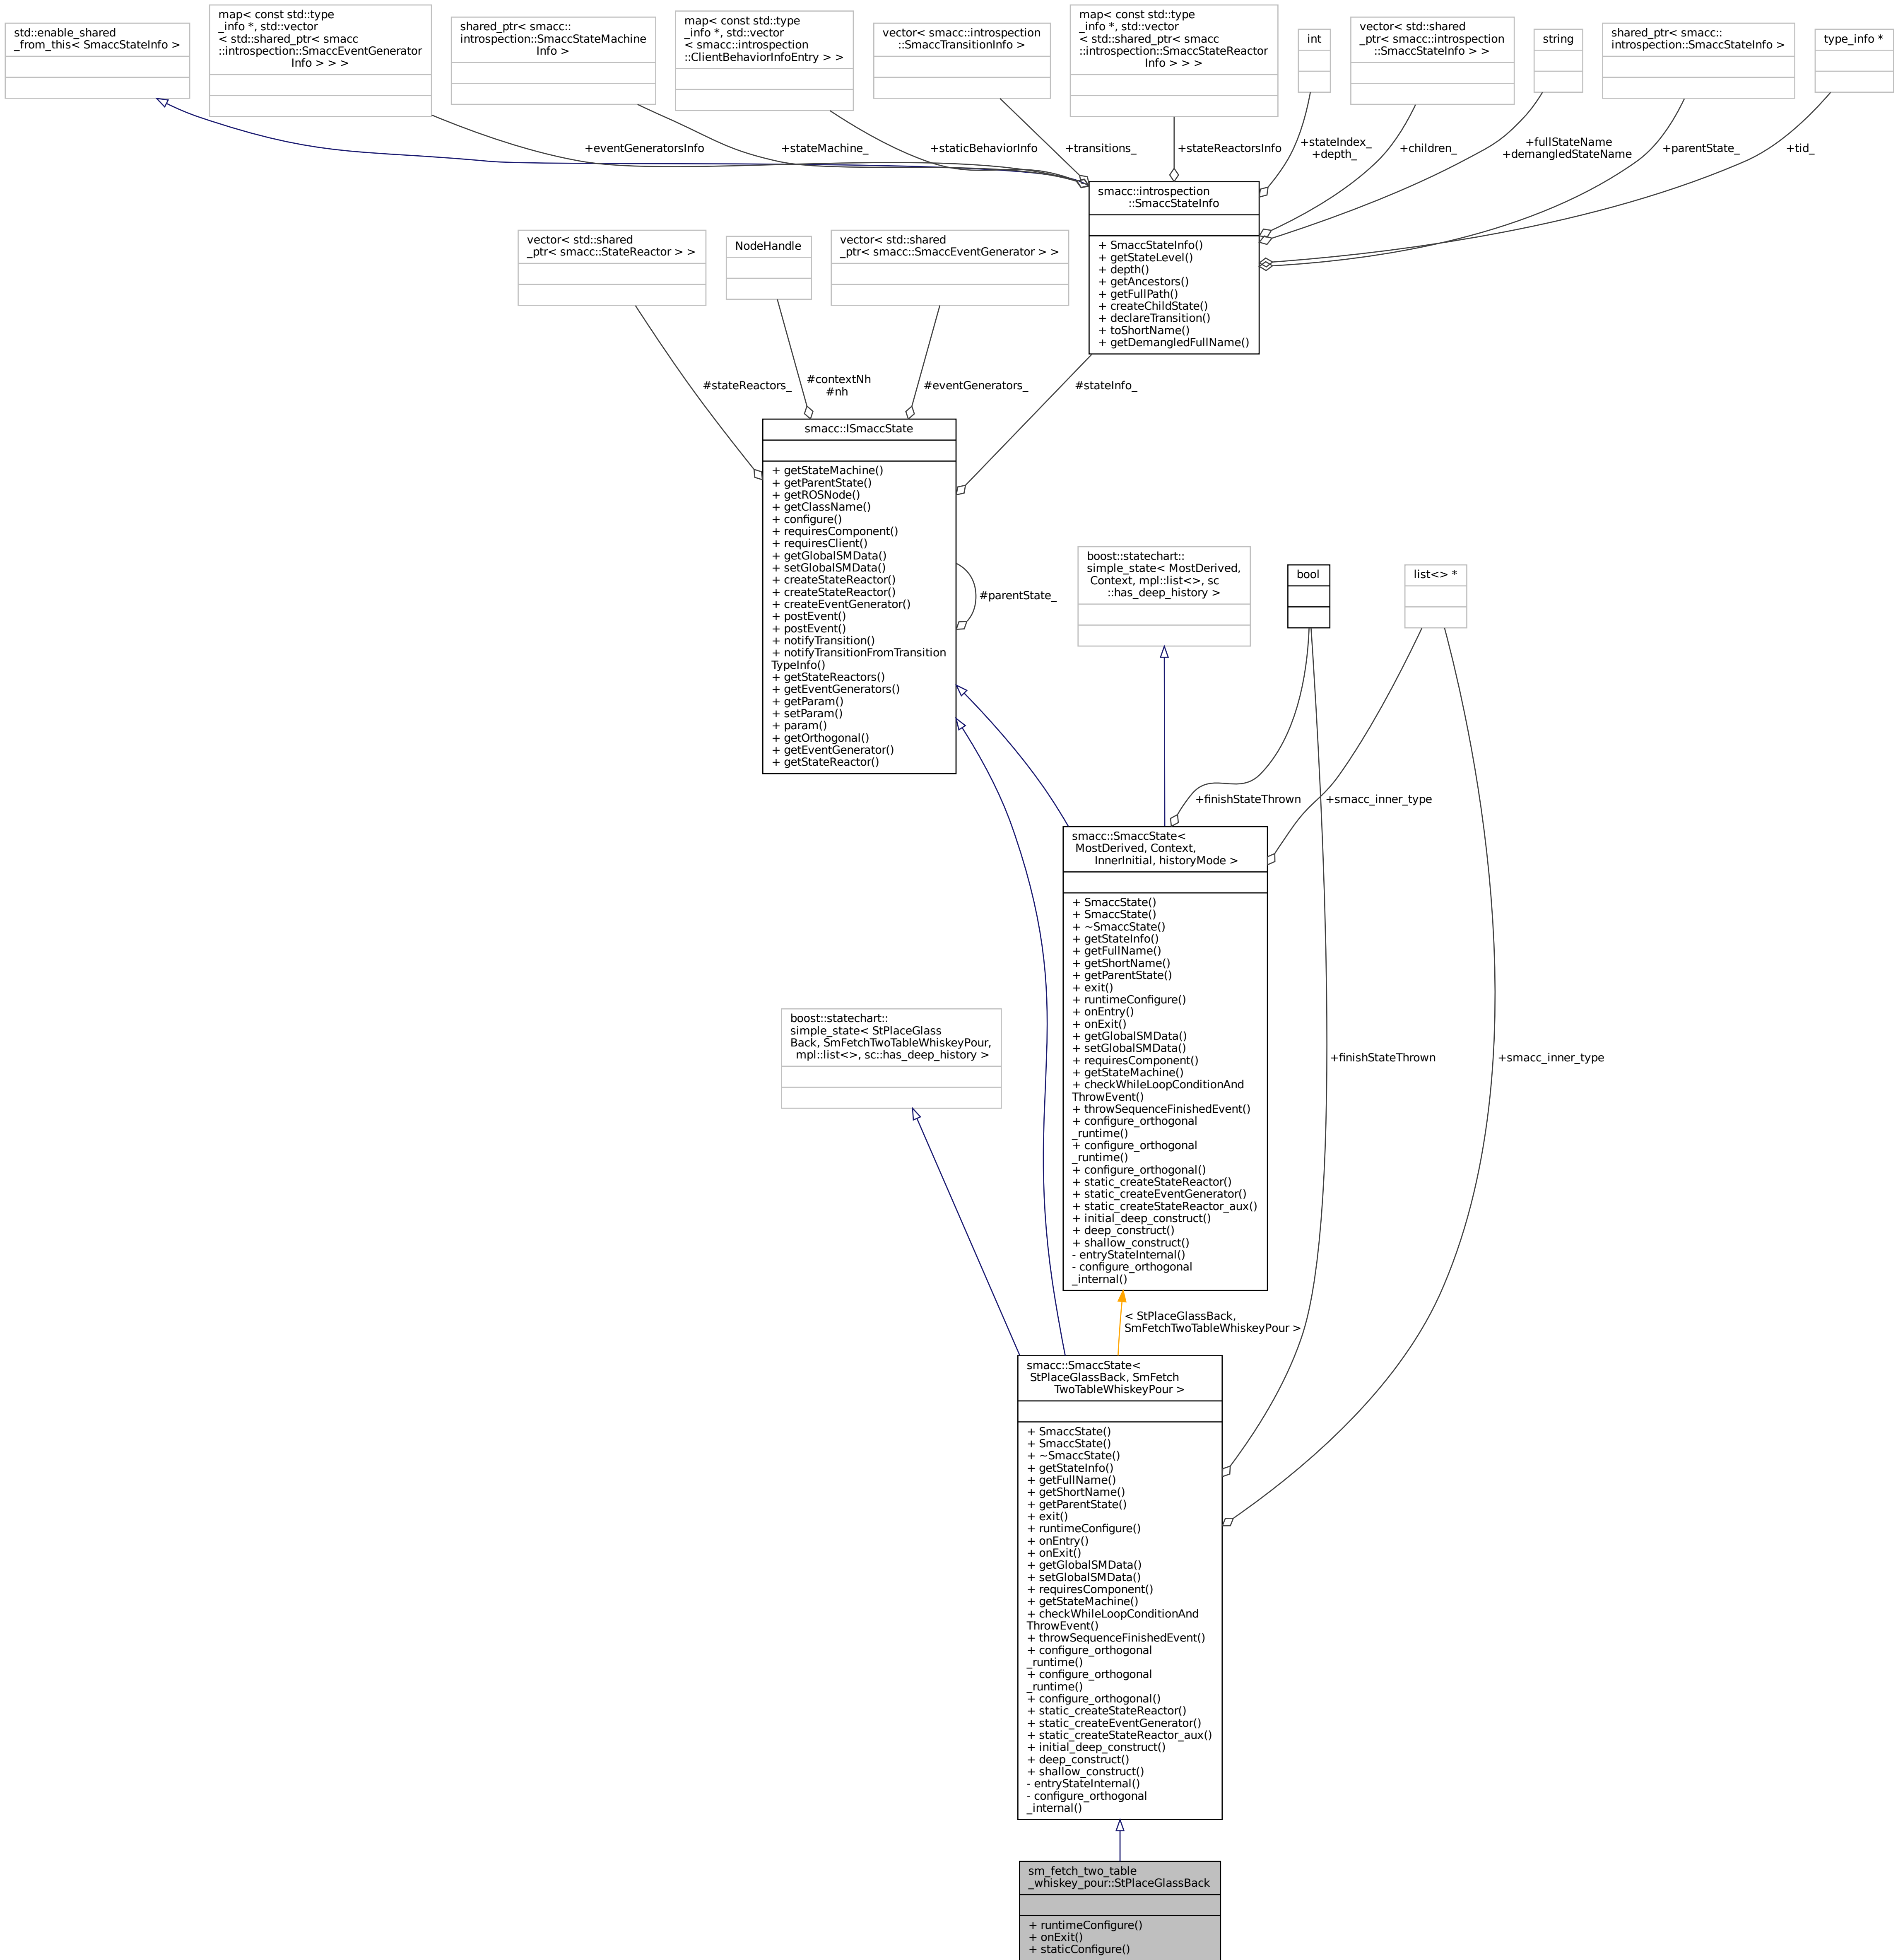 std::enable_shared
_from_this< SmaccStateInfo >
map< const std::type
_info *, std::vector
< std::shared_ptr< smacc
::introspection::SmaccEventGenerator
Info > > >
shared_ptr< smacc::
introspection::SmaccStateMachine
Info >
map< const std::type
_info *, std::vector
< smacc::introspection
::ClientBehaviorInfoEntry > >
vector< smacc::introspection
::SmaccTransitionInfo >
map< const std::type
_info *, std::vector
< std::shared_ptr< smacc
::introspection::SmaccStateReactor
Info > > >
int
vector< std::shared
_ptr< smacc::introspection
::SmaccStateInfo > >
string
shared_ptr< smacc::
introspection::SmaccStateInfo >
type_info *
+eventGeneratorsInfo
+stateMachine_
+staticBehaviorInfo
+transitions_
+stateReactorsInfo
+stateIndex_
+depth_
+children_
+fullStateName
+demangledStateName
+parentState_
+tid_
smacc::introspection
::SmaccStateInfo
+ SmaccStateInfo()
+ getStateLevel()
+ depth()
+ getAncestors()
+ getFullPath()
+ createChildState()
+ declareTransition()
+ toShortName()
+ getDemangledFullName()
vector< std::shared
_ptr< smacc::StateReactor > >
NodeHandle
vector< std::shared
_ptr< smacc::SmaccEventGenerator > >
#stateReactors_
#contextNh
#nh
#eventGenerators_
#stateInfo_
smacc::ISmaccState
+ getStateMachine()
+ getParentState()
+ getROSNode()
+ getClassName()
+ configure()
+ requiresComponent()
+ requiresClient()
+ getGlobalSMData()
+ setGlobalSMData()
+ createStateReactor()
+ createStateReactor()
+ createEventGenerator()
+ postEvent()
+ postEvent()
+ notifyTransition()
+ notifyTransitionFromTransition
TypeInfo()
+ getStateReactors()
+ getEventGenerators()
+ getParam()
+ setParam()
+ param()
+ getOrthogonal()
+ getEventGenerator()
+ getStateReactor()
#parentState_
boost::statechart::
simple_state< MostDerived,
Context, mpl::list<>, sc
::has_deep_history >
bool
list<> *
+finishStateThrown
+smacc_inner_type
smacc::SmaccState<
MostDerived, Context,
InnerInitial, historyMode >
+ SmaccState()
+ SmaccState()
+ ~SmaccState()
+ getStateInfo()
+ getFullName()
+ getShortName()
+ getParentState()
+ exit()
+ runtimeConfigure()
+ onEntry()
+ onExit()
+ getGlobalSMData()
+ setGlobalSMData()
+ requiresComponent()
+ getStateMachine()
+ checkWhileLoopConditionAnd
ThrowEvent()
+ throwSequenceFinishedEvent()
+ configure_orthogonal
_runtime()
+ configure_orthogonal
_runtime()
+ configure_orthogonal()
+ static_createStateReactor()
+ static_createEventGenerator()
+ static_createStateReactor_aux()
+ initial_deep_construct()
+ deep_construct()
+ shallow_construct()
- entryStateInternal()
- configure_orthogonal
_internal()
boost::statechart::
simple_state< StPlaceGlass
Back, SmFetchTwoTableWhiskeyPour,
mpl::list<>, sc::has_deep_history >
+finishStateThrown
+smacc_inner_type
< StPlaceGlassBack,
SmFetchTwoTableWhiskeyPour >
smacc::SmaccState<
StPlaceGlassBack, SmFetch
TwoTableWhiskeyPour >
+ SmaccState()
+ SmaccState()
+ ~SmaccState()
+ getStateInfo()
+ getFullName()
+ getShortName()
+ getParentState()
+ exit()
+ runtimeConfigure()
+ onEntry()
+ onExit()
+ getGlobalSMData()
+ setGlobalSMData()
+ requiresComponent()
+ getStateMachine()
+ checkWhileLoopConditionAnd
ThrowEvent()
+ throwSequenceFinishedEvent()
+ configure_orthogonal
_runtime()
+ configure_orthogonal
_runtime()
+ configure_orthogonal()
+ static_createStateReactor()
+ static_createEventGenerator()
+ static_createStateReactor_aux()
+ initial_deep_construct()
+ deep_construct()
+ shallow_construct()
- entryStateInternal()
- configure_orthogonal
_internal()
sm_fetch_two_table
_whiskey_pour::StPlaceGlassBack
+ runtimeConfigure()
+ onExit()
+ staticConfigure()